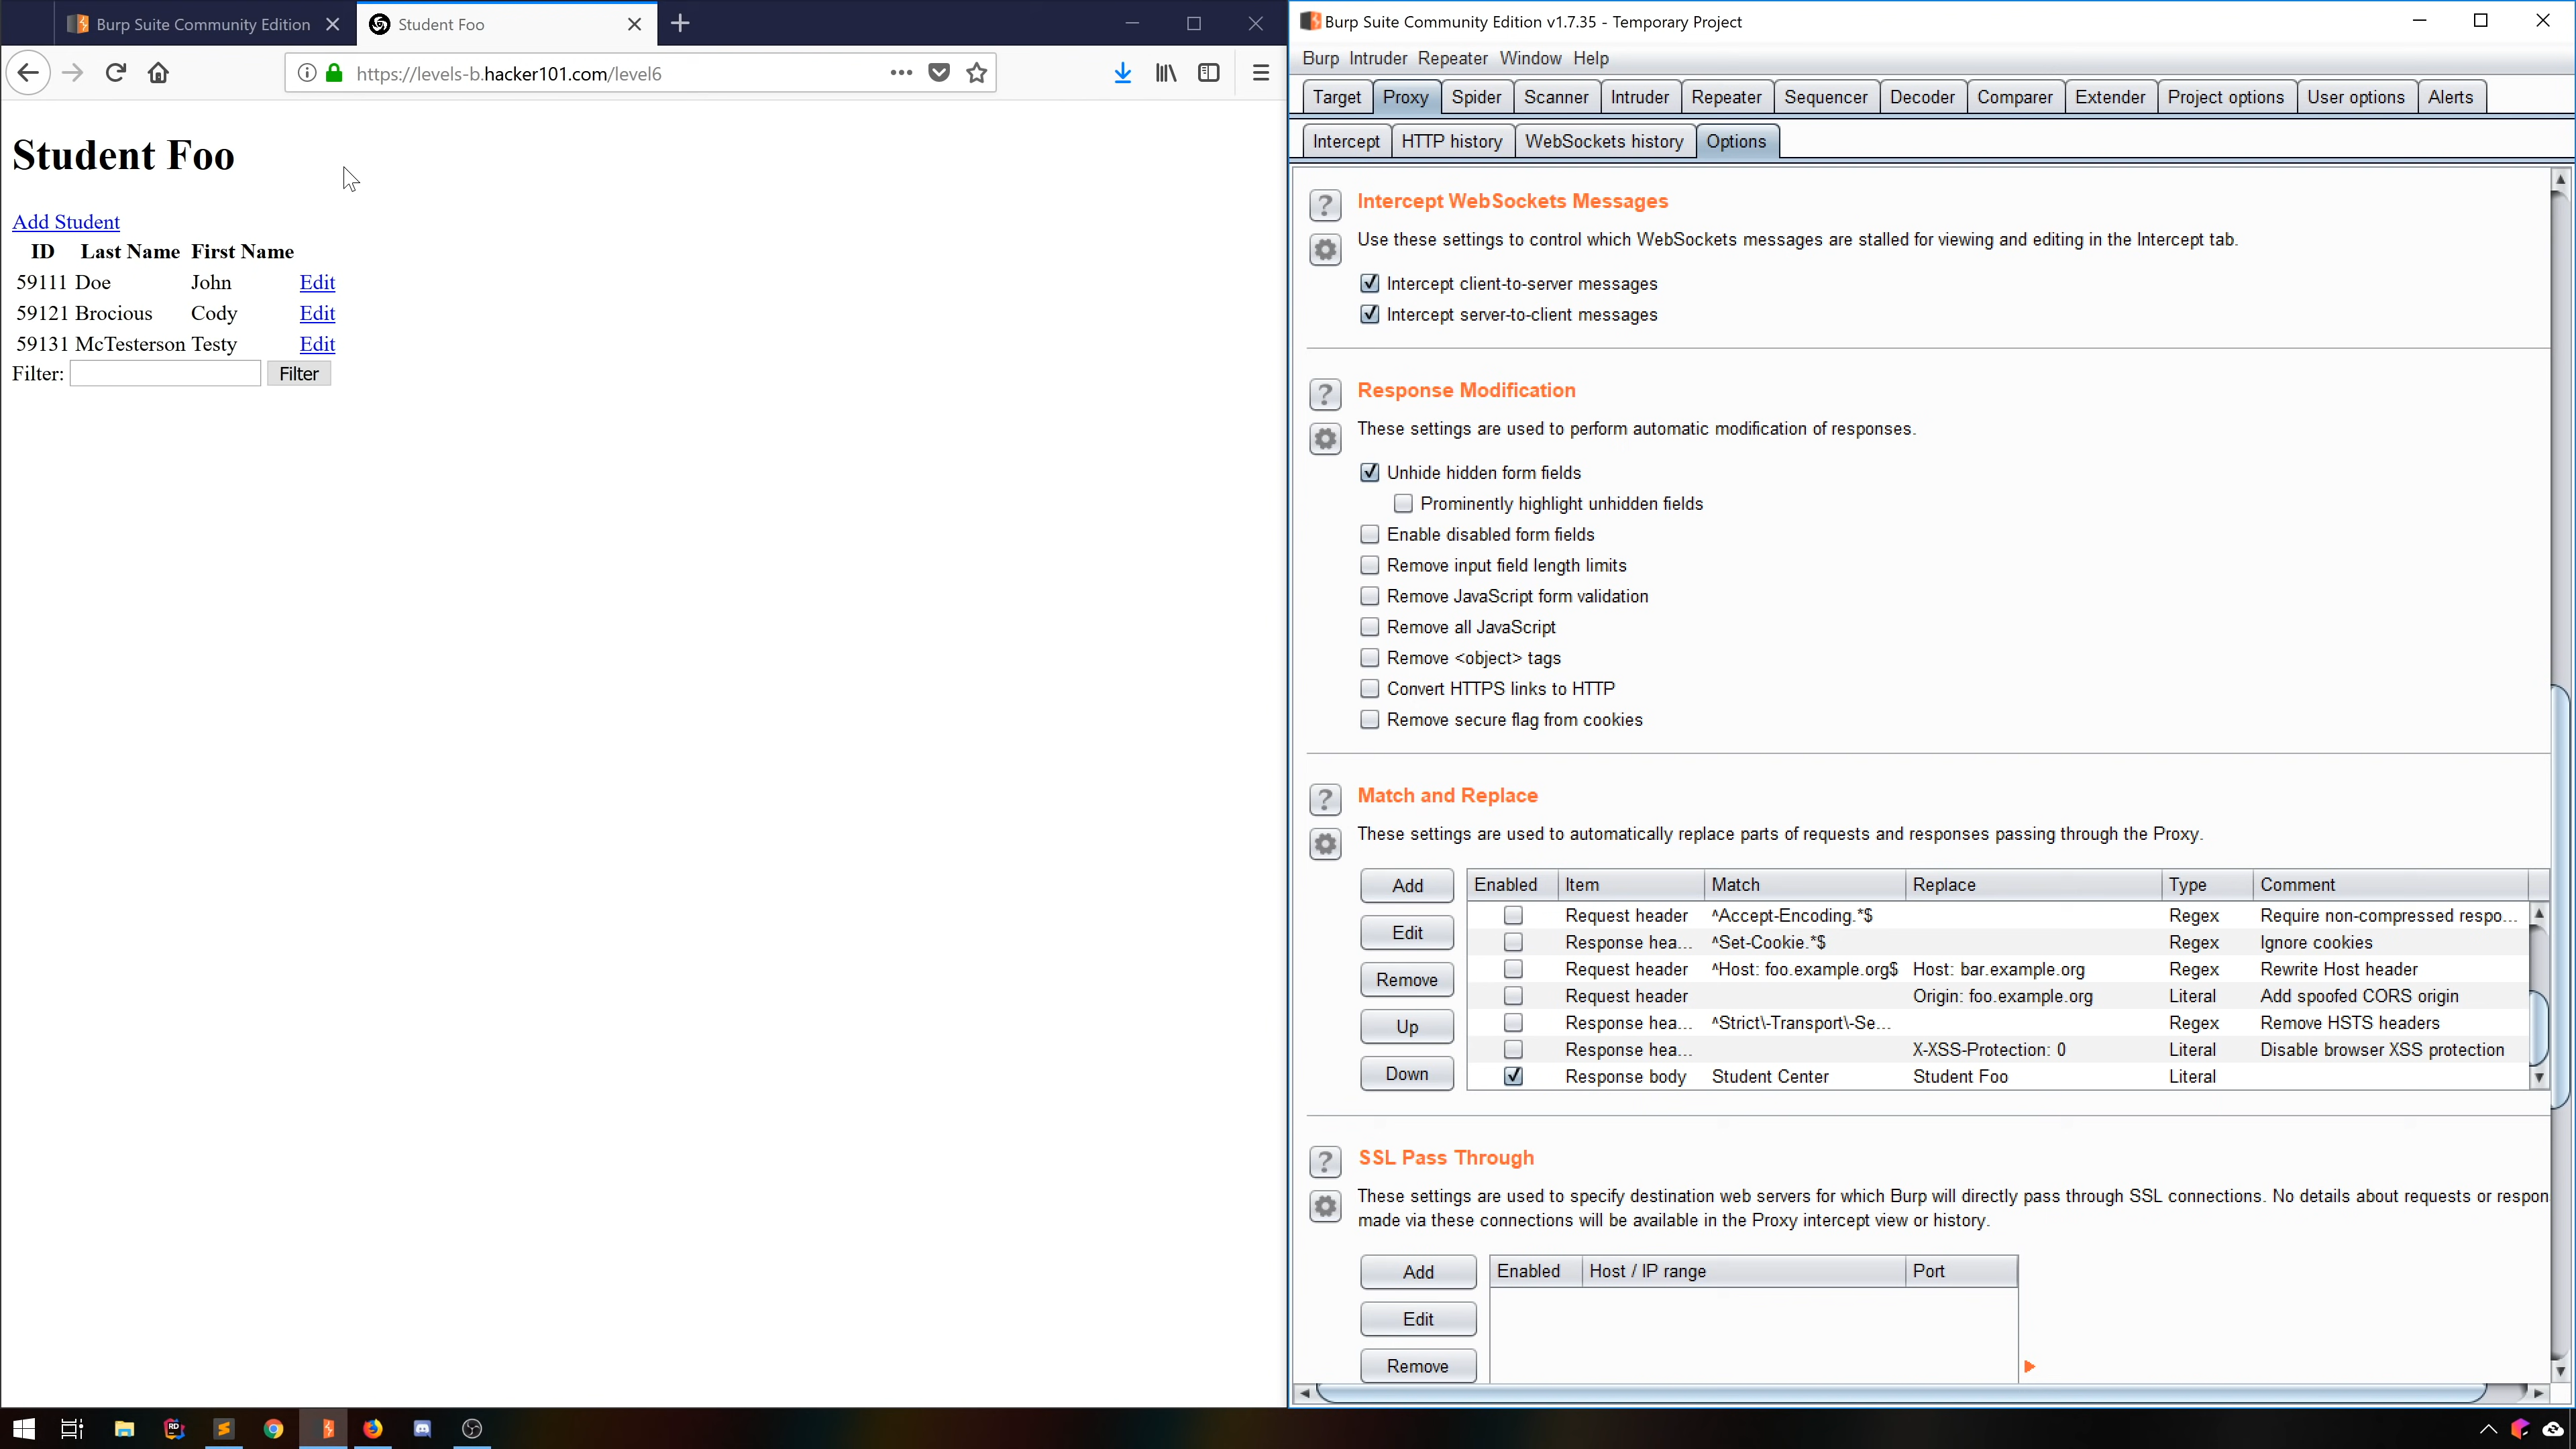 Burp Suite Community Edition
Student Foo
https://levels-b.hacker101.com/level6
Student Foo
Add Student
ID Last Name First Name
59111 Doe John Edit
59121 Brocious Cody Edit
59131 McTesterson Testy Edit
Filter: Filter
Burp Suite Community Edition v1.7.35 - Temporary Project
Burp Intruder Repeater Window Help
Target Proxy Spider Scanner Intruder Repeater Sequencer Decoder Comparer Extender Project options User options Alerts
Intercept HTTP history WebSockets history Options
? Intercept WebSockets Messages
Use these settings to control which WebSockets messages are stalled for viewing and editing in the Intercept tab.
Intercept client-to-server messages
Intercept server-to-client messages
? Response Modification
These settings are used to perform automatic modification of responses.
Unhide hidden form fields
Prominently highlight unhidden fields
Enable disabled form fields
Remove input field length limits
Remove JavaScript form validation
Remove all JavaScript
Remove <object> tags
Convert HTTPS links to HTTP
Remove secure flag from cookies
? Match and Replace
These settings are used to automatically replace parts of requests and responses passing through the Proxy.
Add Enabled Item Match Replace Type Comment
Request header ^Accept-Encoding.*$ Regex Require non-compressed respo...
Edit Response hea... ^Set-Cookie.*$ Regex Ignore cookies
Remove Request header ^Host: foo.example.org$ Host: bar.example.org Regex Rewrite Host header
Request header Origin: foo.example.org Literal Add spoofed CORS origin
Up Response hea... ^Strict\-Transport\-Se... Regex Remove HSTS headers
Response hea... X-XSS-Protection: 0 Literal Disable browser XSS protection
Down Response body Student Center Student Foo Literal
? SSL Pass Through
These settings are used to specify destination web servers for which Burp will directly pass through SSL connections. No details about requests or respon
made via these connections will be available in the Proxy intercept view or history.
Add Enabled Host / IP range Port
Edit
Remove
RD